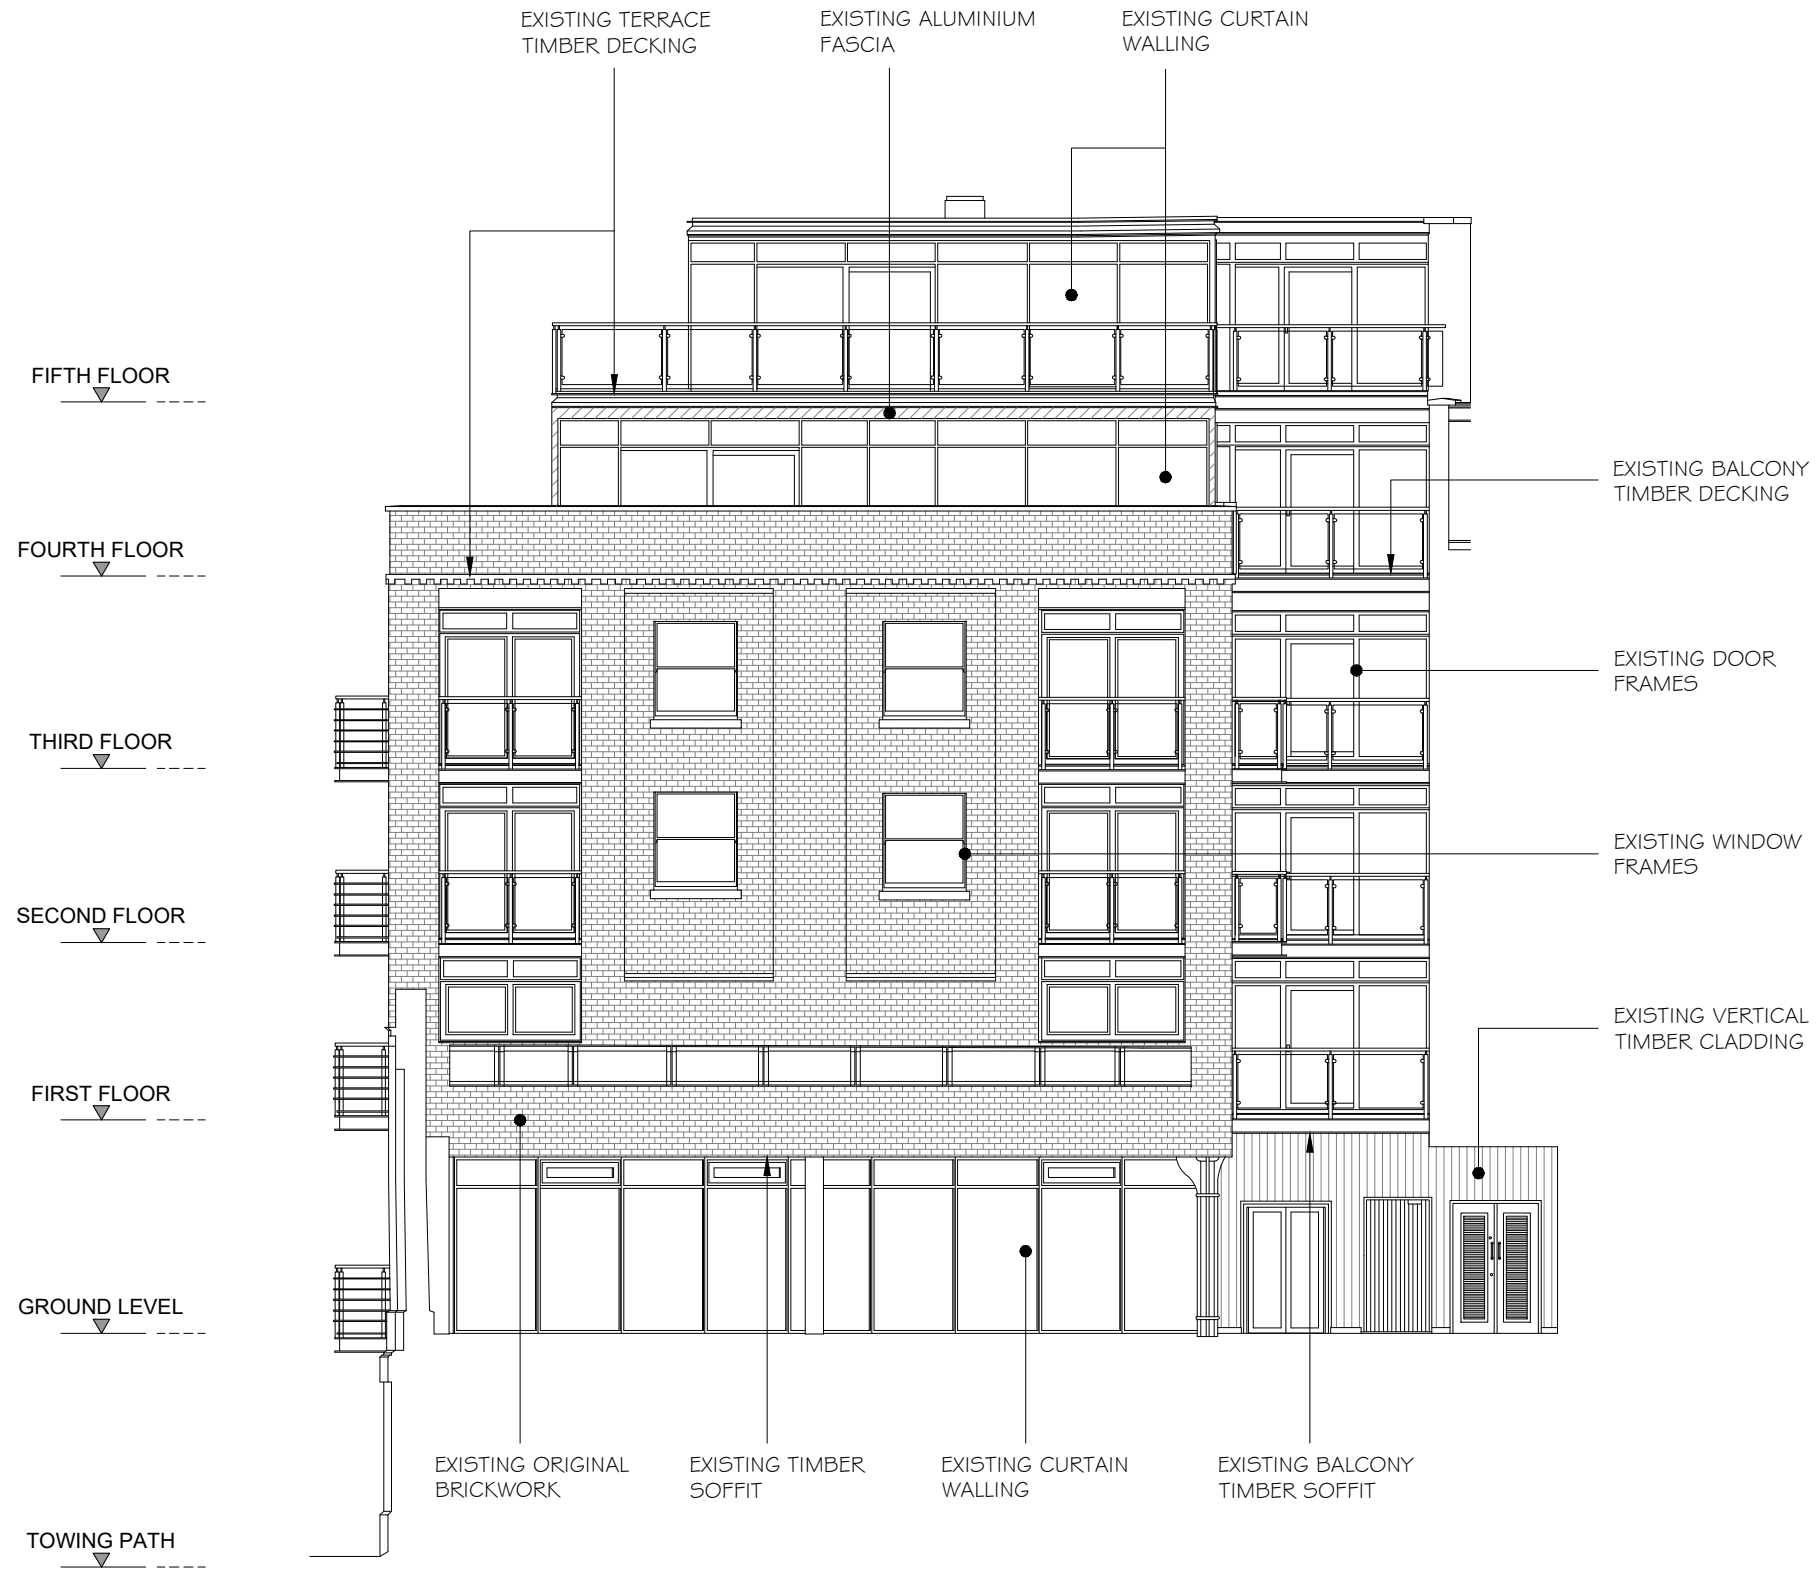 EXISTING TERRACE
TIMBER DECKING
EXISTING ALUMINIUM
FASCIA
EXISTING CURTAIN
WALLING
FIFTH FLOOR
FOURTH FLOOR
THIRD FLOOR
SECOND FLOOR
FIRST FLOOR
GROUND LEVEL
TOWING PATH
EXISTING BALCONY
TIMBER DECKING
EXISTING DOOR
FRAMES
EXISTING WINDOW
FRAMES
EXISTING VERTICAL
TIMBER CLADDING
EXISTING ORIGINAL
BRICKWORK
EXISTING TIMBER
SOFFIT
EXISTING CURTAIN
WALLING
EXISTING BALCONY
TIMBER SOFFIT